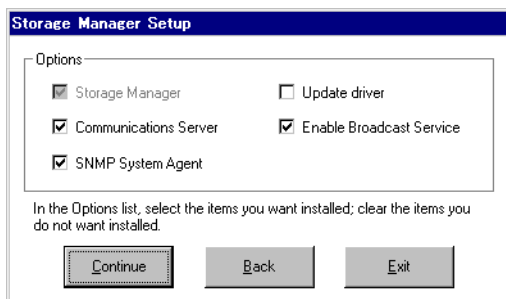 Storage Manager Setup
Options
Storage Manager
Update driver
Communications Server
Enable Broadcast Service
SNMP System Agent
In the Options list, select the items you want installed; clear the items you
do not want installed.
Continue
Back
Exit